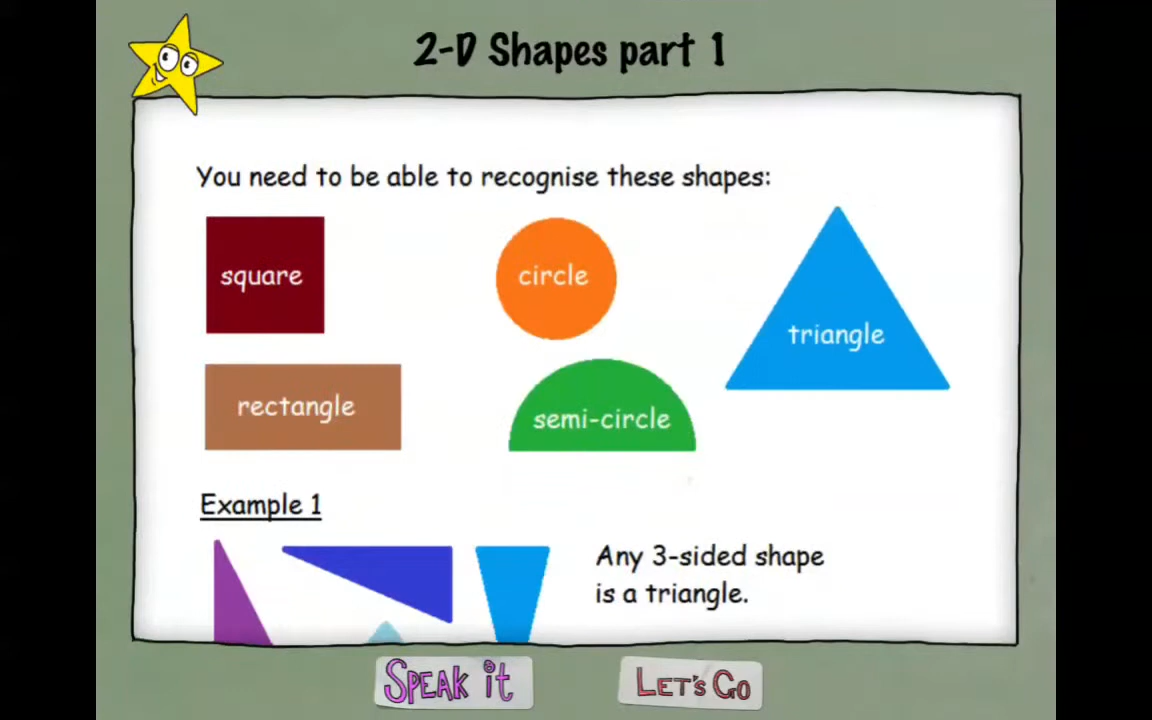 2-D Shapes part 1
You need to be able to recognise these shapes:
square
circle
triangle
rectangle
semi-circle
Example 1
Any 3-sided shape
is a triangle.
SPEAK it
LET'S GO